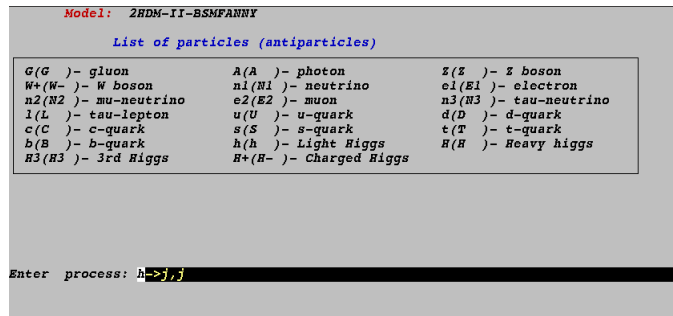 Model: 2HDM-II-BSMFANNY
List of particles (antiparticles)
G(G )- gluon A(A )- photon Z(Z )- Z boson
W+(W- )- W boson n1(N1 )- neutrino e1(E1 )- electron
n2(N2 )- mu-neutrino e2(E2 )- muon n3(N3 )- tau-neutrino
l(L )- tau-lepton u(U )- u-quark d(D )- d-quark
c(C )- c-quark s(S )- s-quark t(T )- t-quark
b(B )- b-quark h(h )- Light Higgs H(H )- Heavy higgs
H3(H3 )- 3rd Higgs H+(H- )- Charged Higgs
Enter process: h->j,j